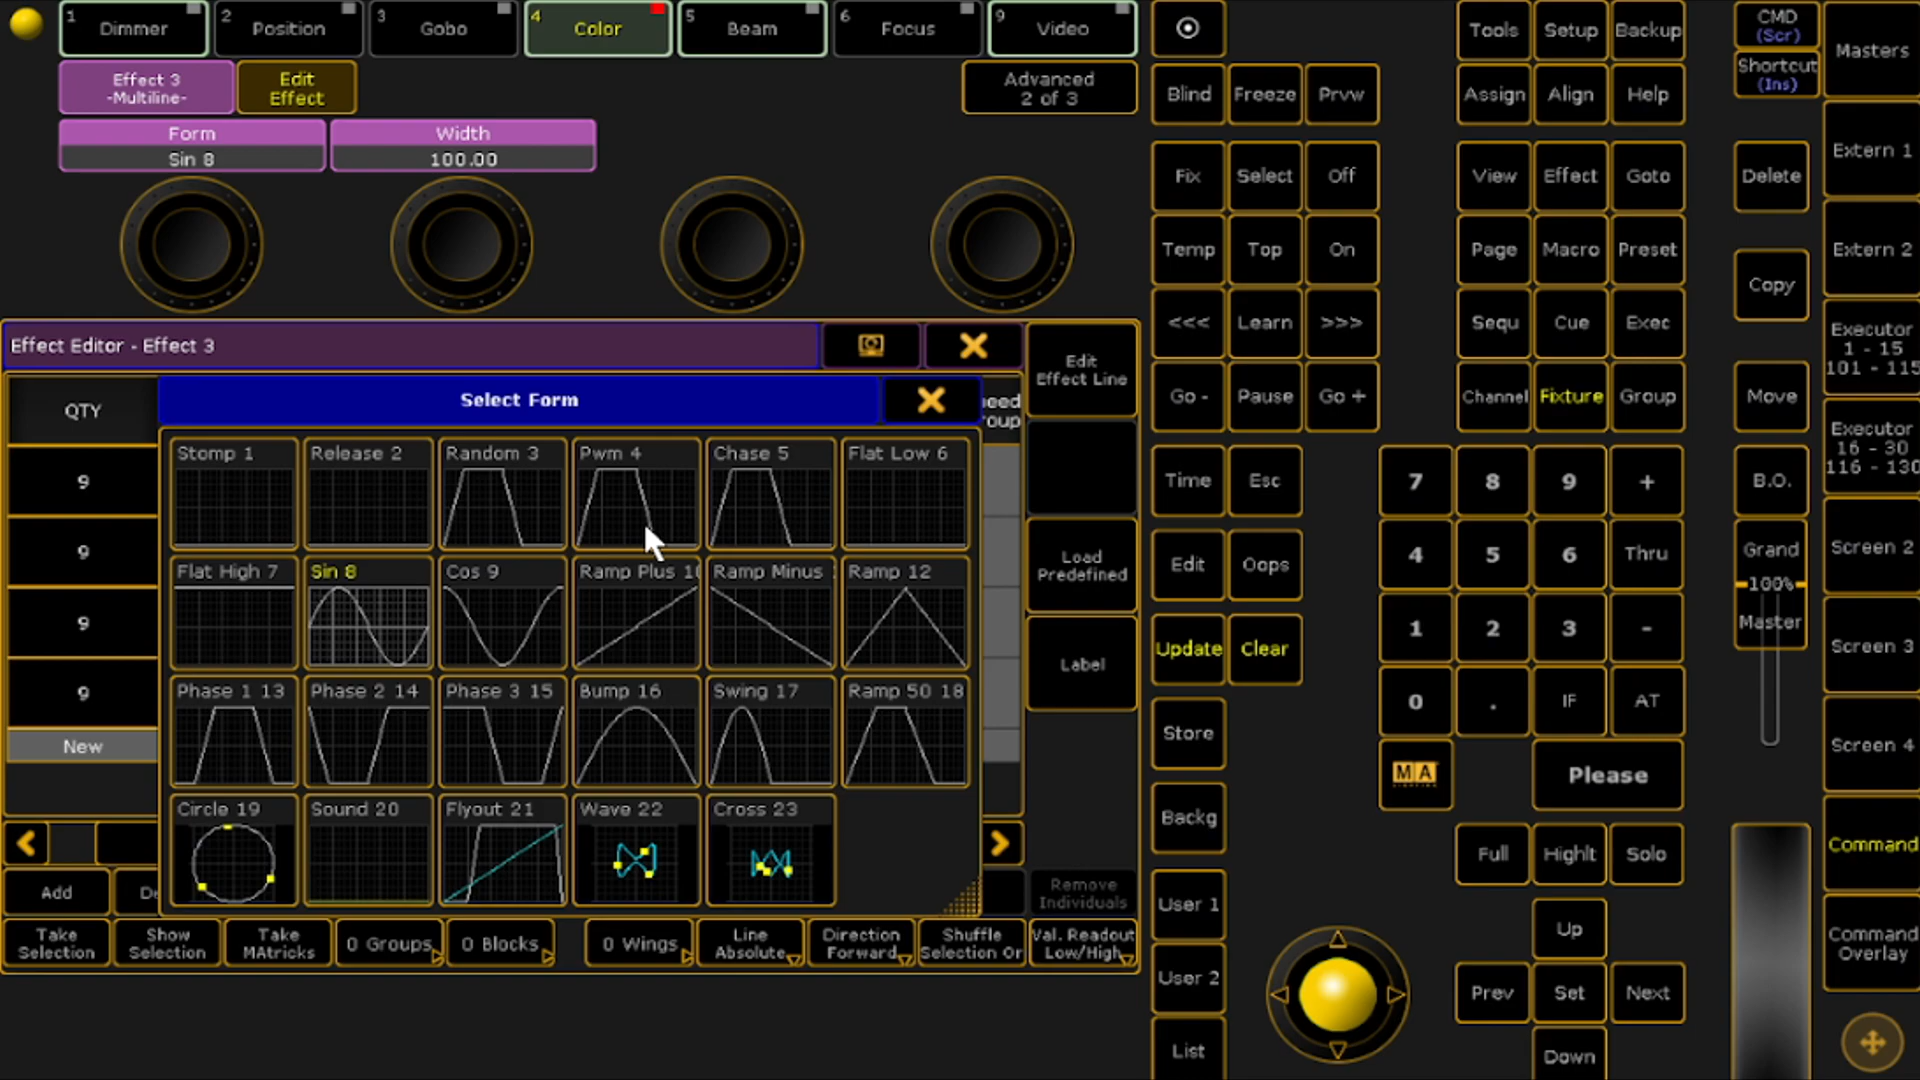 1 Dimmer
2 Position
3 Gobo
4 Color
5 Beam
6 Focus
9 Video
Effect 3
-Multiline-
Edit
Effect
Advanced
2 of 3
Form
Sin 8
Width
100.00
Effect Editor - Effect 3
Edit
Effect Line
Load
Predefined
Label
QTY
9
9
9
9
New
Select Form
Stomp 1
Release 2
Random 3
Pwm 4
Chase 5
Flat Low 6
Flat High 7
Sin 8
Cos 9
Ramp Plus 10
Ramp Minus
Ramp 12
Phase 1 13
Phase 2 14
Phase 3 15
Bump 16
Swing 17
Ramp 50 18
Circle 19
Sound 20
Flyout 21
Wave 22
Cross 23
Add
De
Remove
Individuals
Take
Selection
Show
Selection
Take
MAtricks
0 Groups
0 Blocks
0 Wings
Line
Absolute
Direction
Forward
Shuffle
Selection Or
Val. Readout
Low/High
Blind
Freeze
Prvw
Fix
Select
Off
Temp
Top
On
<<<
Learn
>>>
Go -
Pause
Go +
Time
Esc
Edit
Oops
Update
Clear
Store
Backg
User 1
User 2
List
Tools
Setup
Backup
Assign
Align
Help
View
Effect
Goto
Page
Macro
Preset
Sequ
Cue
Exec
Channel
Fixture
Group
7
8
9
+
4
5
6
Thru
1
2
3
-
0
.
IF
AT
MA
Please
Full
Highlt
Solo
Up
Prev
Set
Next
Down
CMD
(Scr)
Shortcut
(Ins)
Delete
Copy
Move
B.O.
Grand
100%
Master
Masters
Extern 1
Extern 2
Executor
1 - 15
101 - 115
Executor
16 - 30
116 - 130
Screen 2
Screen 3
Screen 4
Command
Command
Overlay